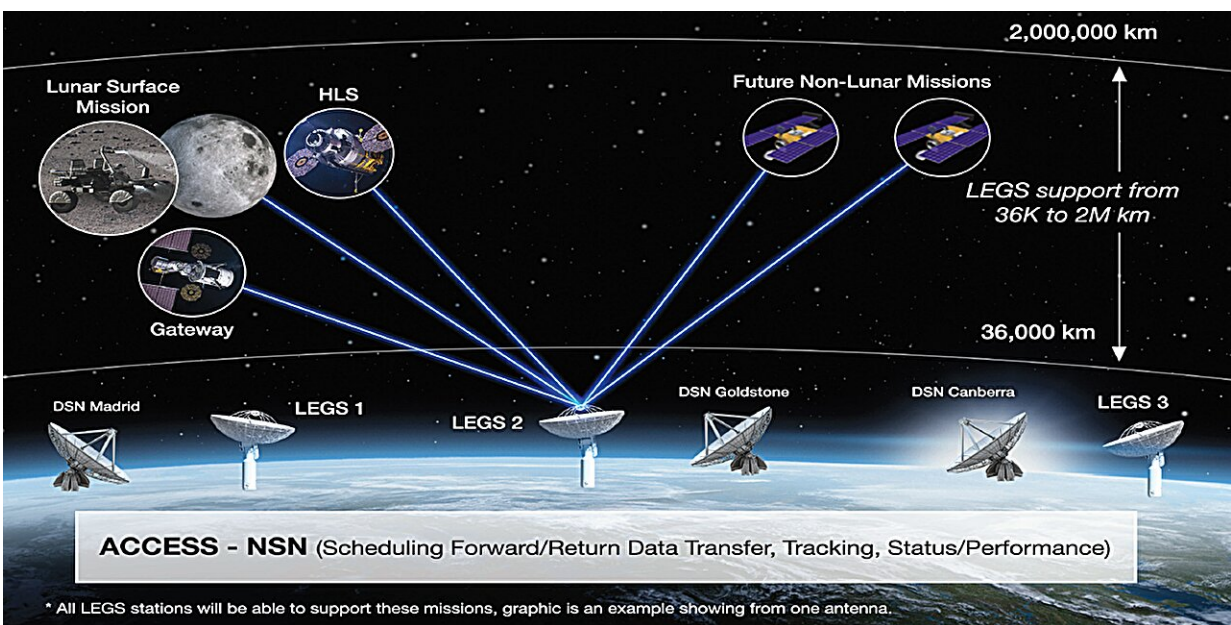 2,000,000 km
Lunar Surface
Mission
HLS
Future Non-Lunar Missions
LEGS support from
36K to 2M km
Gateway
36,000 km
DSN Madrid
LEGS 1
LEGS 2
DSN Goldstone
DSN Canberra
LEGS 3
ACCESS - NSN (Scheduling Forward/Return Data Transfer, Tracking, Status/Performance)
* All LEGS stations will be able to support these missions, graphic is an example showing from one antenna.